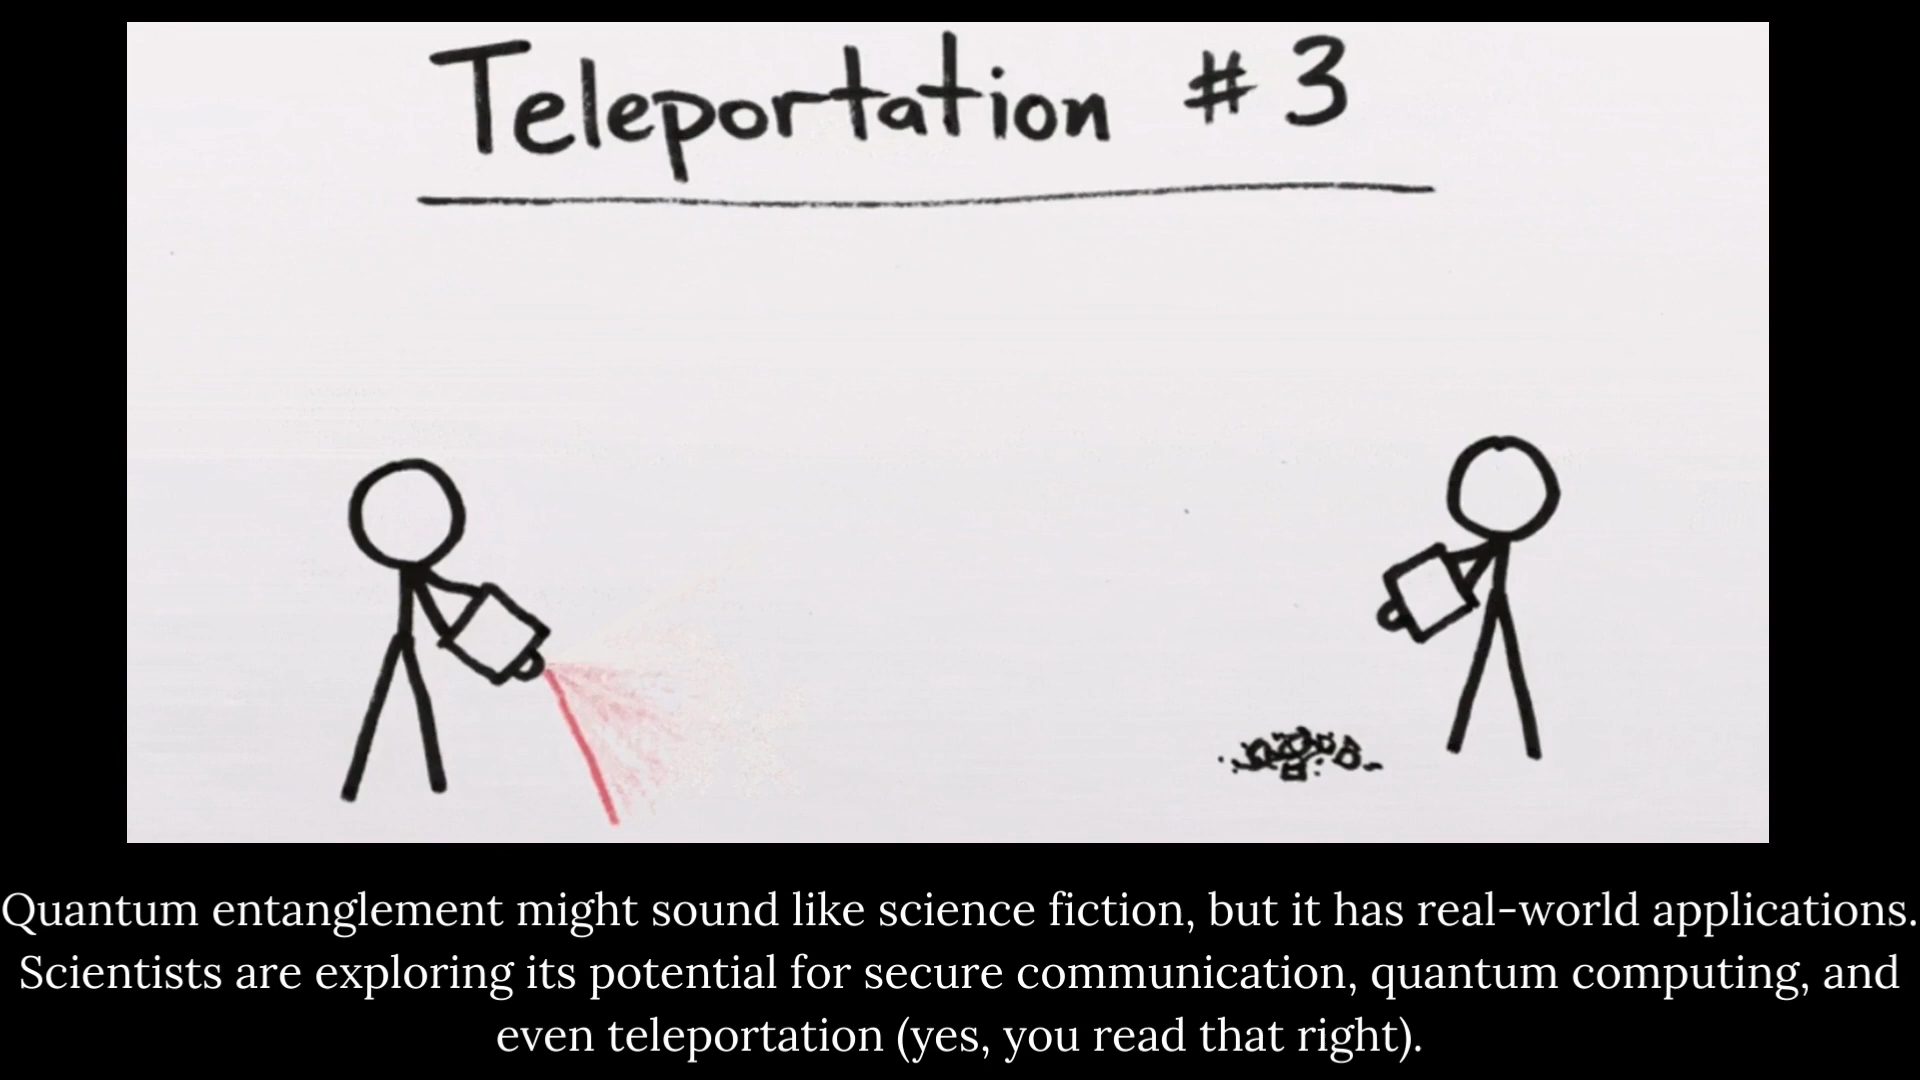 Teleportation #3
Quantum entanglement might sound like science fiction, but it has real-world applications.
Scientists are exploring its potential for secure communication, quantum computing, and
even teleportation (yes, you read that right).